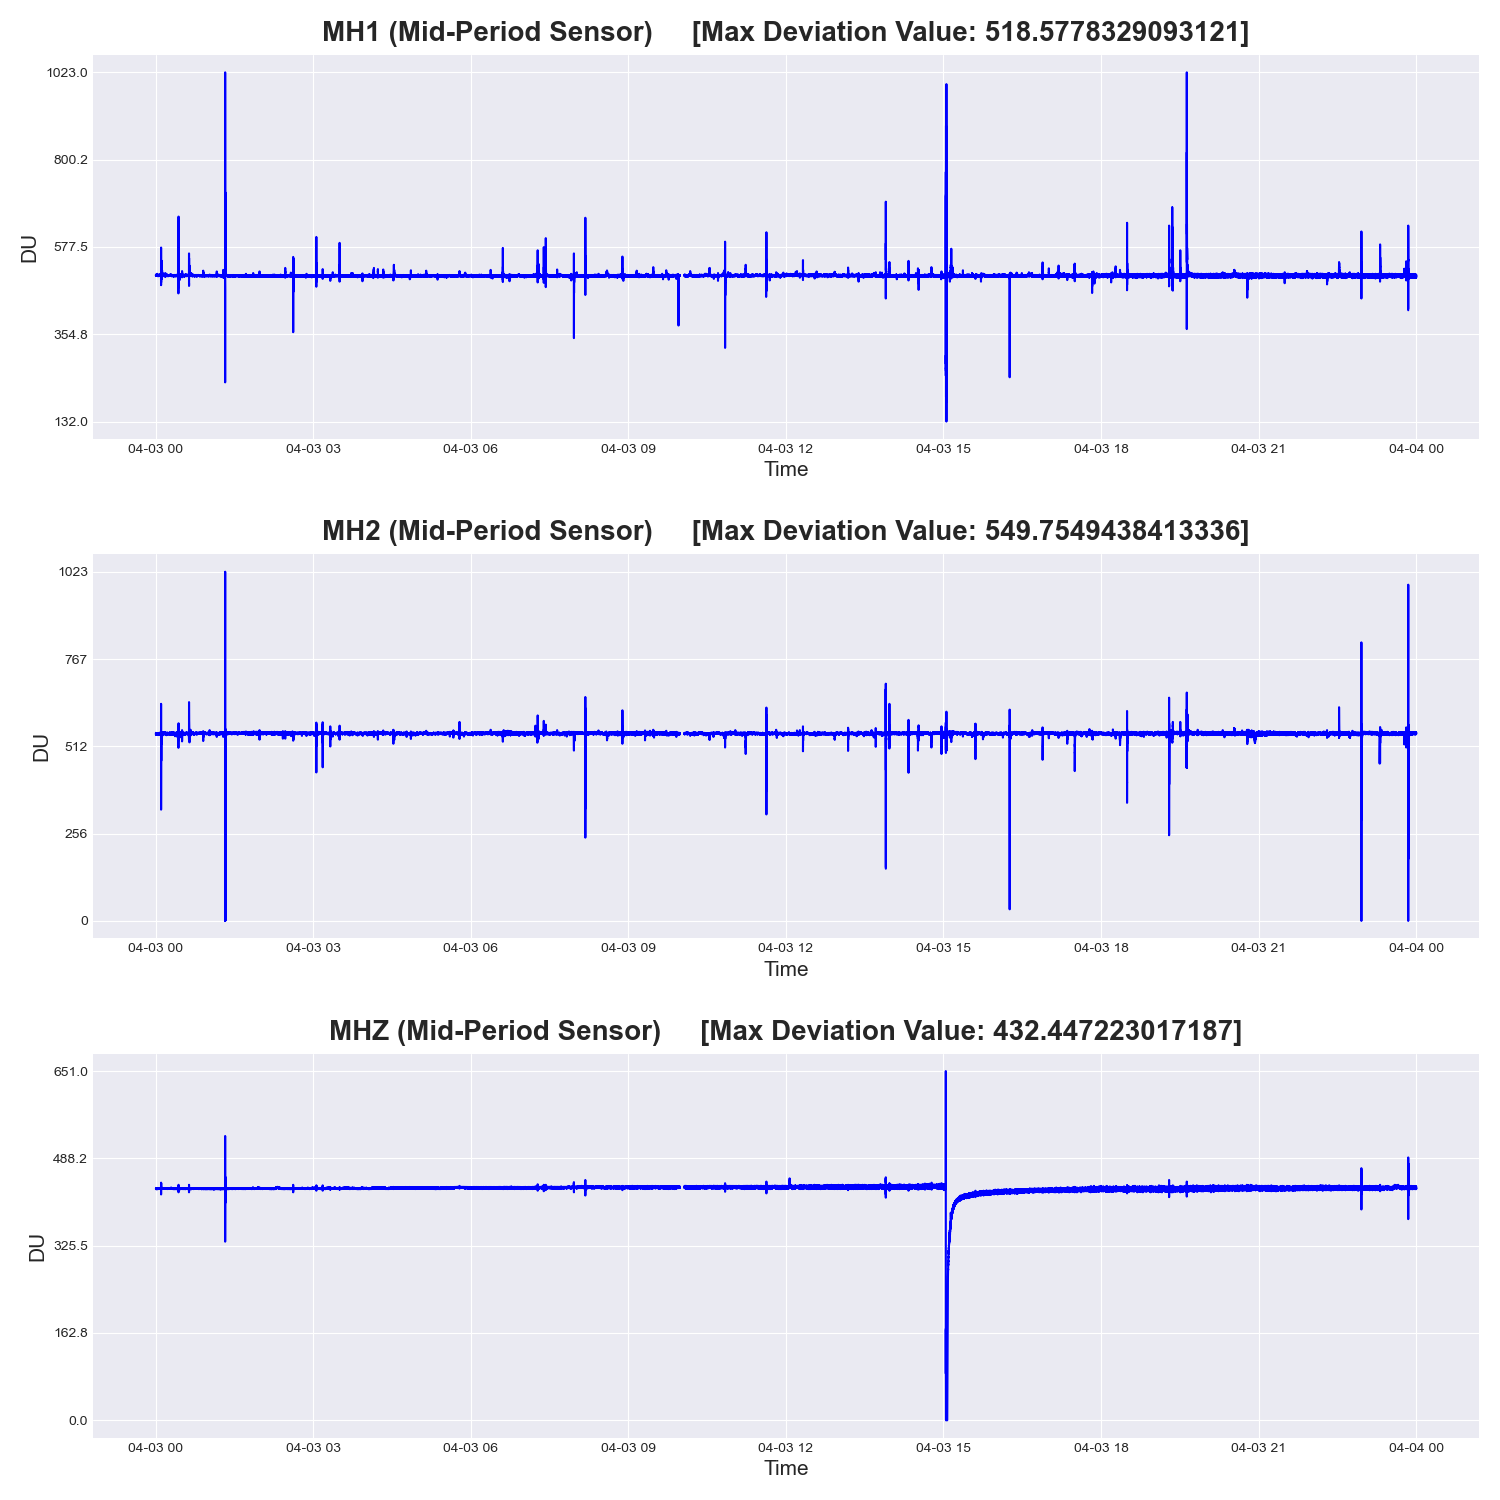 MH1 (Mid-Period Sensor) [Max Deviation Value: 518.5778329093121]
1023.0
800.2
577.5
354.8
132.0
DU
04-03 00 04-03 03 04-03 06 04-03 09 04-03 12 04-03 15 04-03 18 04-03 21 04-04 00
Time
MH2 (Mid-Period Sensor) [Max Deviation Value: 549.7549438413336]
1023
767
512
256
0
DU
04-03 00 04-03 03 04-03 06 04-03 09 04-03 12 04-03 15 04-03 18 04-03 21 04-04 00
Time
MHZ (Mid-Period Sensor) [Max Deviation Value: 432.4472223017187]
651.0
488.2
325.5
162.8
0.0
DU
04-03 00 04-03 03 04-03 06 04-03 09 04-03 12 04-03 15 04-03 18 04-03 21 04-04 00
Time